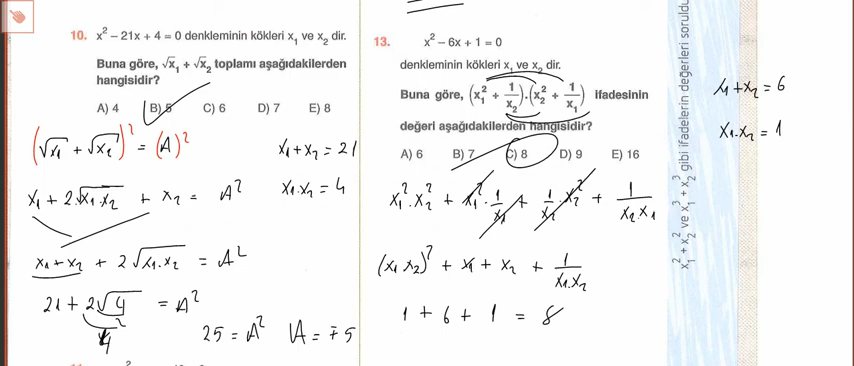 10. x² – 21x + 4 = 0 denkleminin kökleri x₁ ve x₂ dir.
Buna göre, √x₁ + √x₂ toplamı aşağıdakilerden
hangisidir?
A) 4 B) 5 C) 6 D) 7 E) 8
(√x₁ + √x₂)² = (A)²
x₁+x₂ = 21
x₁ + 2.√x₁.x₂ + x₂ = A²
x₁.x₂ = 4
x₁+x₂ + 2√x₁.x₂ = A²
21 + 2√4 = A²
4
25 = A² A = ∓5
13. x² – 6x + 1 = 0
denkleminin kökleri x₁ ve x₂ dir.
Buna göre, (x₁² + 1/x₂).(x₂² + 1/x₁) ifadesinin
değeri aşağıdakilerden hangisidir?
A) 6 B) 7 C) 8 D) 9 E) 16
x₁².x₂² + x₁².1/x₁ + 1/x₂.x₂² + 1/x₂.x₁
(x₁.x₂)² + x₁ + x₂ + 1/x₁.x₂
1 + 6 + 1 = 8
x₁² + x₂² ve x₁³ + x₂³ gibi ifadelerin değerleri soruldu
x₁+x₂ = 6
x₁.x₂ = 1